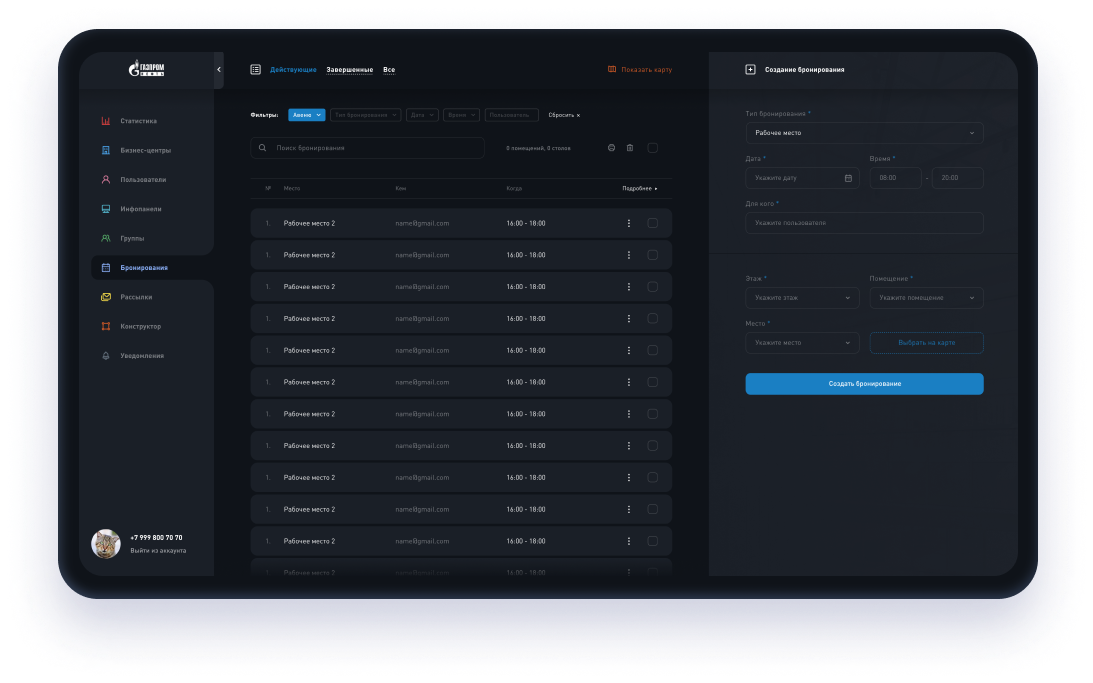 ГАЗПРОМ
НЕФТЬ
Статистика
Бизнес-центры
Пользователи
Инфопанели
Группы
Бронирования
Рассылки
Конструктор
Уведомления
+7 999 800 70 70
Выйти из аккаунта
Действующие Завершенные Все
Показать карту
Фильтры: Авеню Тип бронирования Дата Время Пользователь Сбросить ×
Поиск бронирования
0 помещений, 0 столов
№ Место Кем Когда Подробнее
1. Рабочее место 2 name@gmail.com 16:00 - 18:00
1. Рабочее место 2 name@gmail.com 16:00 - 18:00
1. Рабочее место 2 name@gmail.com 16:00 - 18:00
1. Рабочее место 2 name@gmail.com 16:00 - 18:00
1. Рабочее место 2 name@gmail.com 16:00 - 18:00
1. Рабочее место 2 name@gmail.com 16:00 - 18:00
1. Рабочее место 2 name@gmail.com 16:00 - 18:00
1. Рабочее место 2 name@gmail.com 16:00 - 18:00
1. Рабочее место 2 name@gmail.com 16:00 - 18:00
1. Рабочее место 2 name@gmail.com 16:00 - 18:00
1. Рабочее место 2 name@gmail.com 16:00 - 18:00
1. Рабочее место 2 name@gmail.com 16:00 - 18:00
Создание бронирования
Тип бронирования *
Рабочее место
Дата * Время *
Укажите дату 08:00 - 20:00
Для кого *
Укажите пользователя
Этаж * Помещение *
Укажите этаж Укажите помещение
Место *
Укажите место Выбрать на карте
Создать бронирование